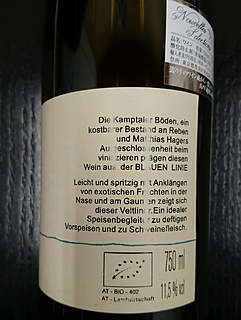 Die Kamptaler Böden, ein
kostbarer Bestand an Reben
und Matthias Hagers
Aufgeschlossenheit beim
vinifizieren prägen diesen
Wein aus der BLAUEN LINIE
Leicht und spritzig mit Anklängen
von exotischen Früchten in der
Nase und am Gaumen zeigt sich
dieser Veltliner. Ein idealer
Speisenbegleiter zu deftigen
Vorspeisen und zu Schweinefleisch.
AT - BIO - 402
AT - Landwirtschaft
750 ml
11,5 % vol